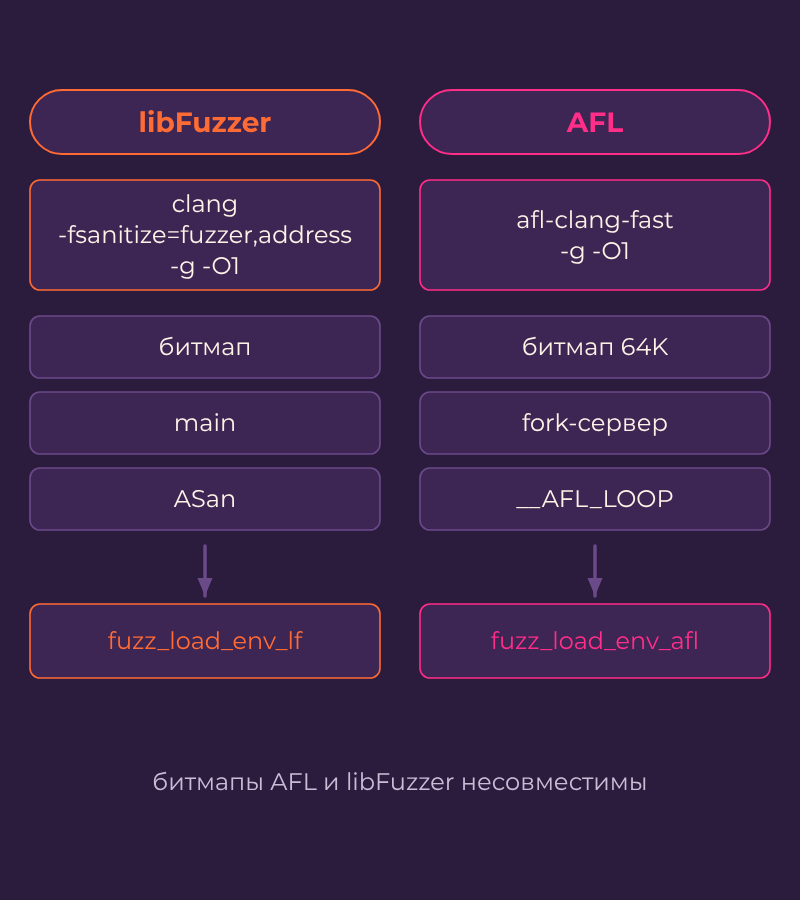 libFuzzer
clang
-fsanitize=fuzzer,address
-g -O1
битмап
main
ASan
fuzz_load_env_lf
AFL
afl-clang-fast
-g -O1
битмап 64K
fork-сервер
__AFL_LOOP
fuzz_load_env_afl
битмапы AFL и libFuzzer несовместимы